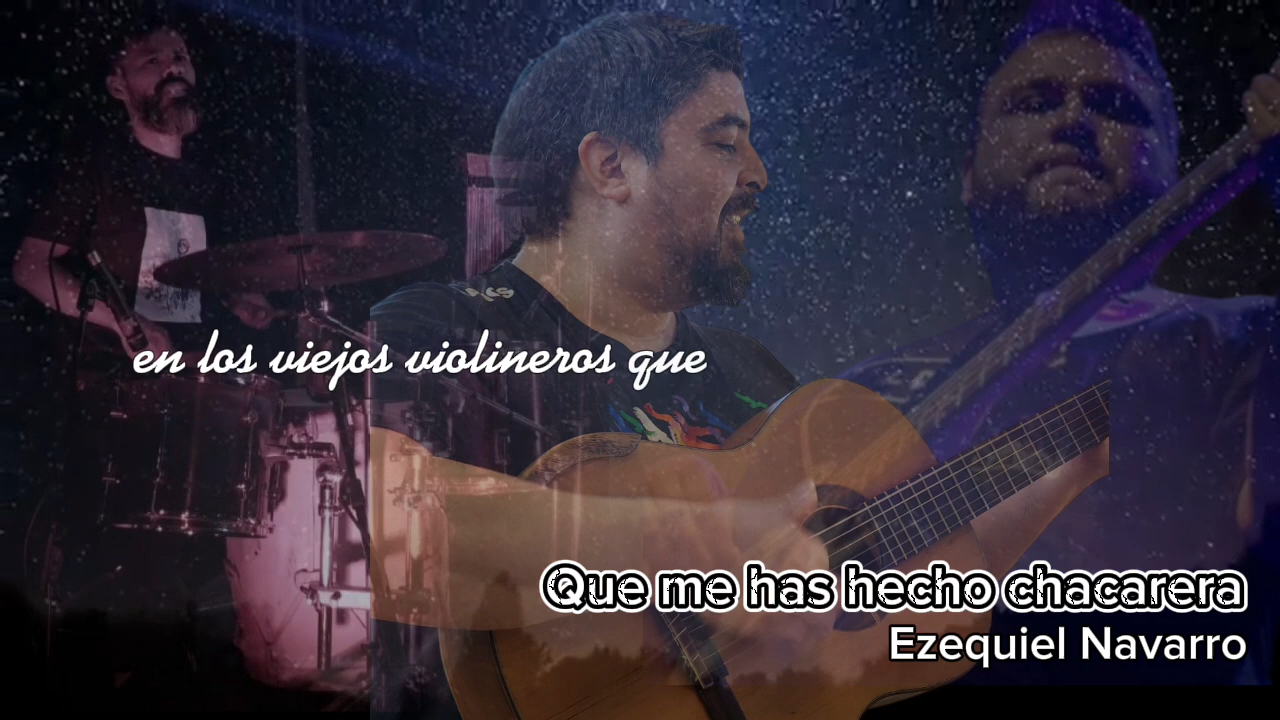 en los viejos violineros que
Que me has hecho chacarera
Ezequiel Navarro